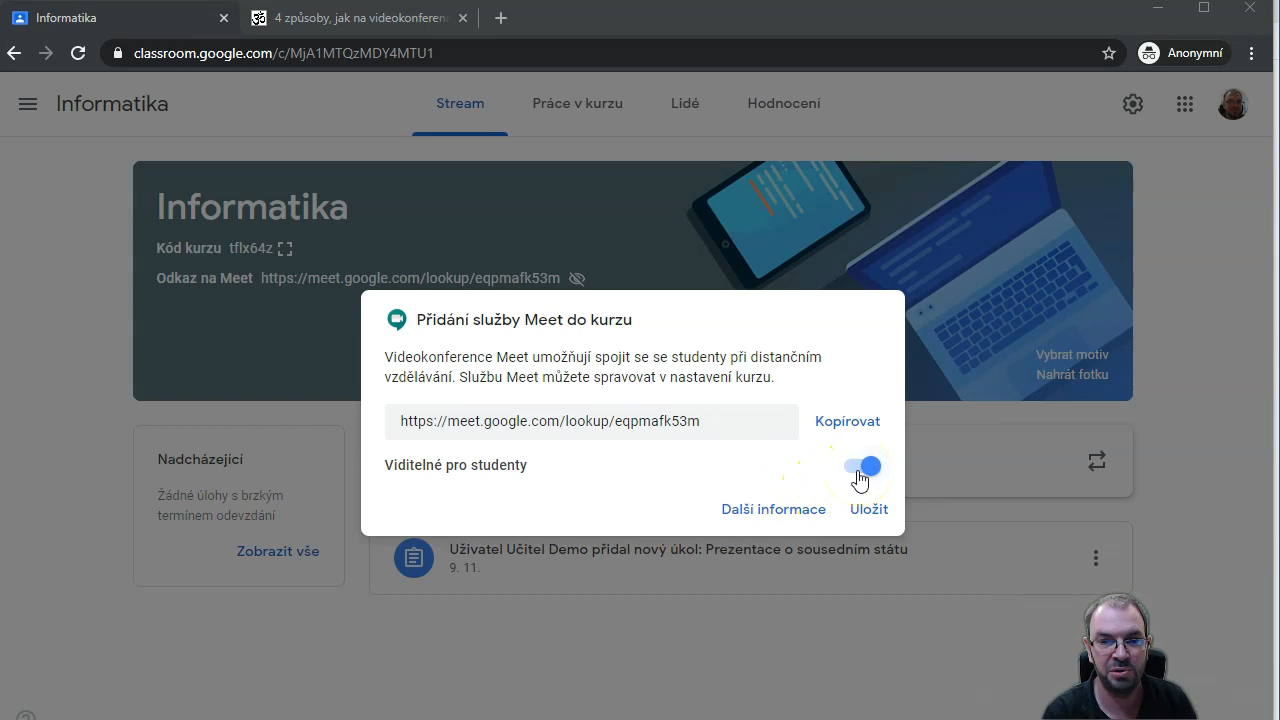 Informatika
4 způsoby, jak na videokonferen
classroom.google.com/c/MjA1MTQzMDY4MTU1
Anonymní
Informatika
Stream
Práce v kurzu
Lidé
Hodnocení
Informatika
Kód kurzu tflx64z
Odkaz na Meet https://meet.google.com/lookup/eqpmafk53m
Vybrat motiv
Nahrát fotku
Přidání služby Meet do kurzu
Videokonference Meet umožňují spojit se se studenty při distančním
vzdělávání. Službu Meet můžete spravovat v nastavení kurzu.
https://meet.google.com/lookup/eqpmafk53m
Kopírovat
Viditelné pro studenty
Další informace
Uložit
Nadcházející
Žádné úlohy s brzkým
termínem odevzdání
Zobrazit vše
Uživatel Učitel Demo přidal nový úkol: Prezentace o sousedním státu
9. 11.